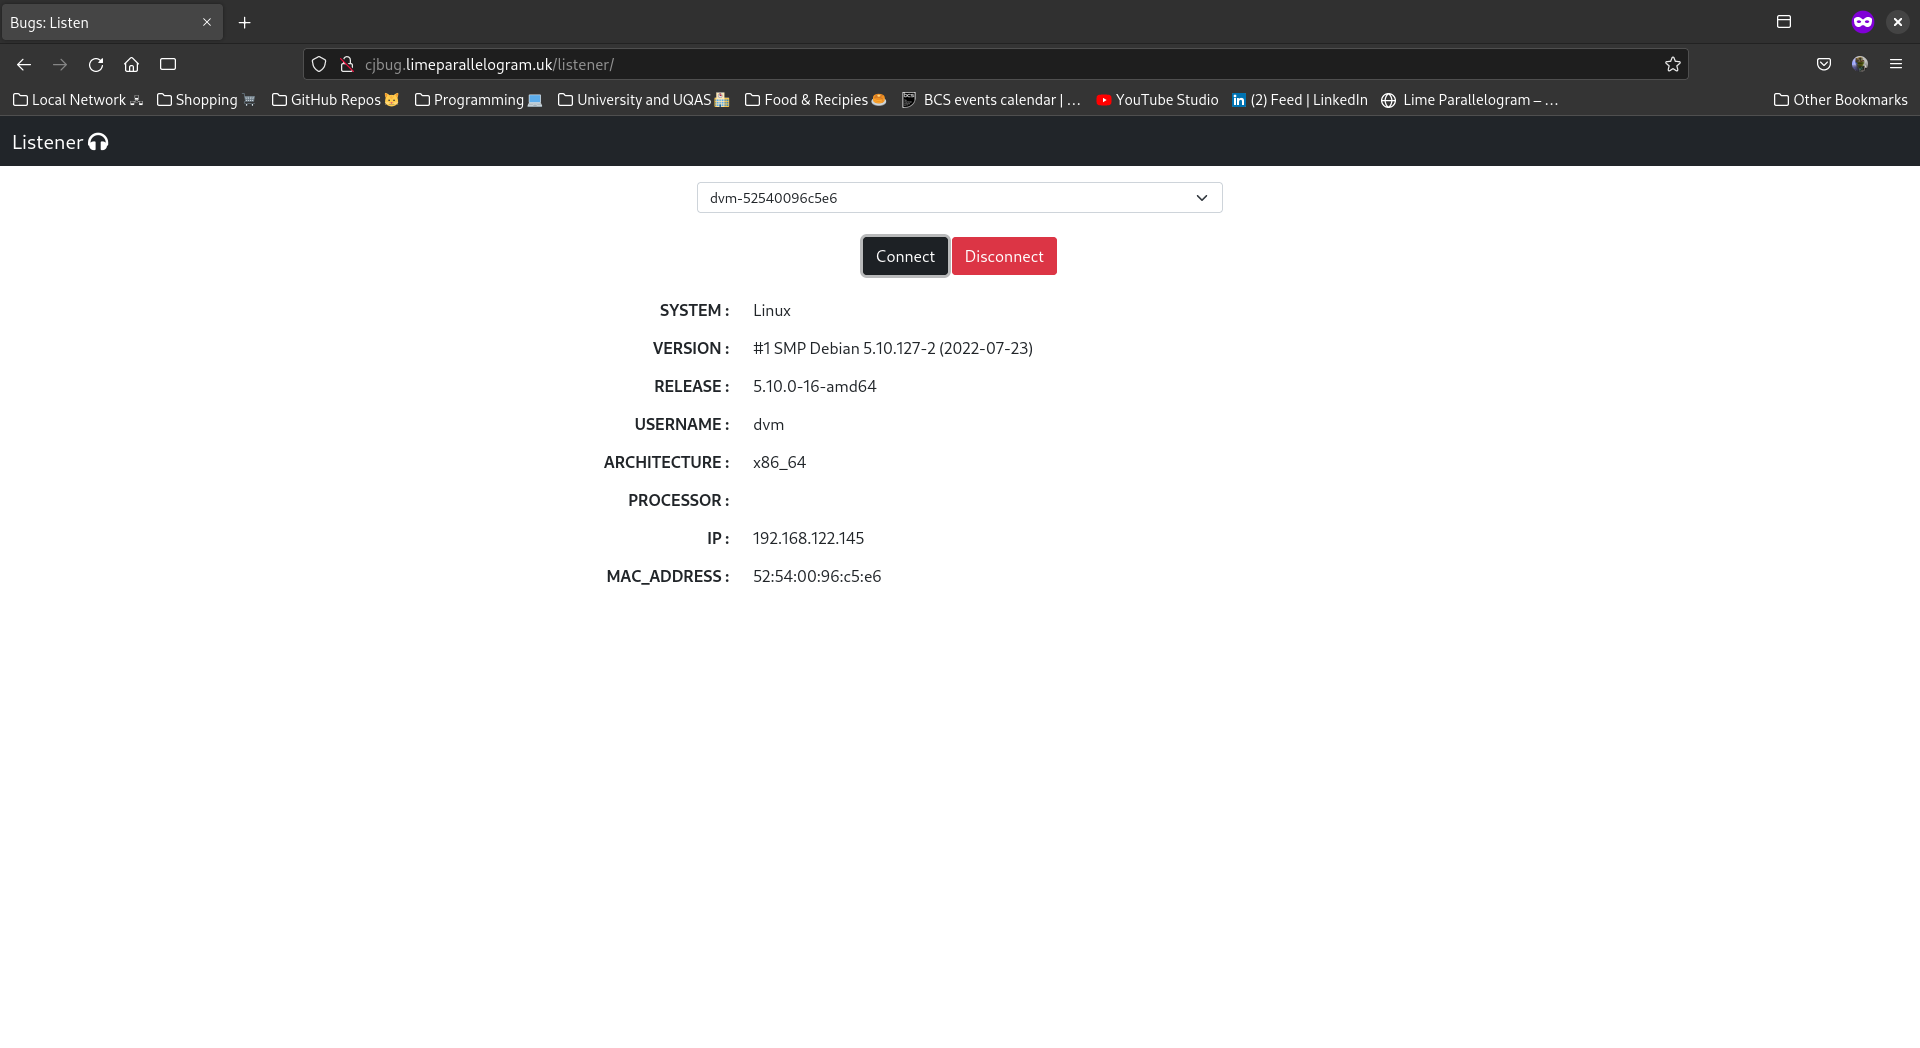 Bugs: Listen
cjbug.limeparallelogram.uk/listener/
Local Network Shopping GitHub Repos Programming University and UQAS Food & Recipies BCS events calendar | ... YouTube Studio (2) Feed | LinkedIn Lime Parallelogram – ... Other Bookmarks
Listener
dvm-52540096c5e6
Connect Disconnect
SYSTEM : Linux
VERSION : #1 SMP Debian 5.10.127-2 (2022-07-23)
RELEASE : 5.10.0-16-amd64
USERNAME : dvm
ARCHITECTURE : x86_64
PROCESSOR :
IP : 192.168.122.145
MAC_ADDRESS : 52:54:00:96:c5:e6